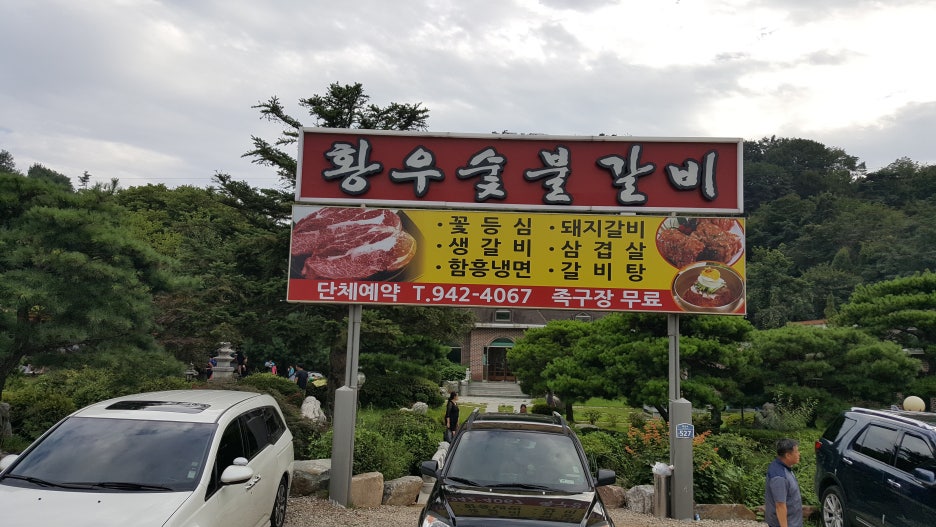 황우숯불갈비
· 꽃등심 · 돼지갈비
· 생갈비 · 삼겹살
· 함흥냉면 · 갈비탕
단체예약 T.942-4067 족구장 무료
527